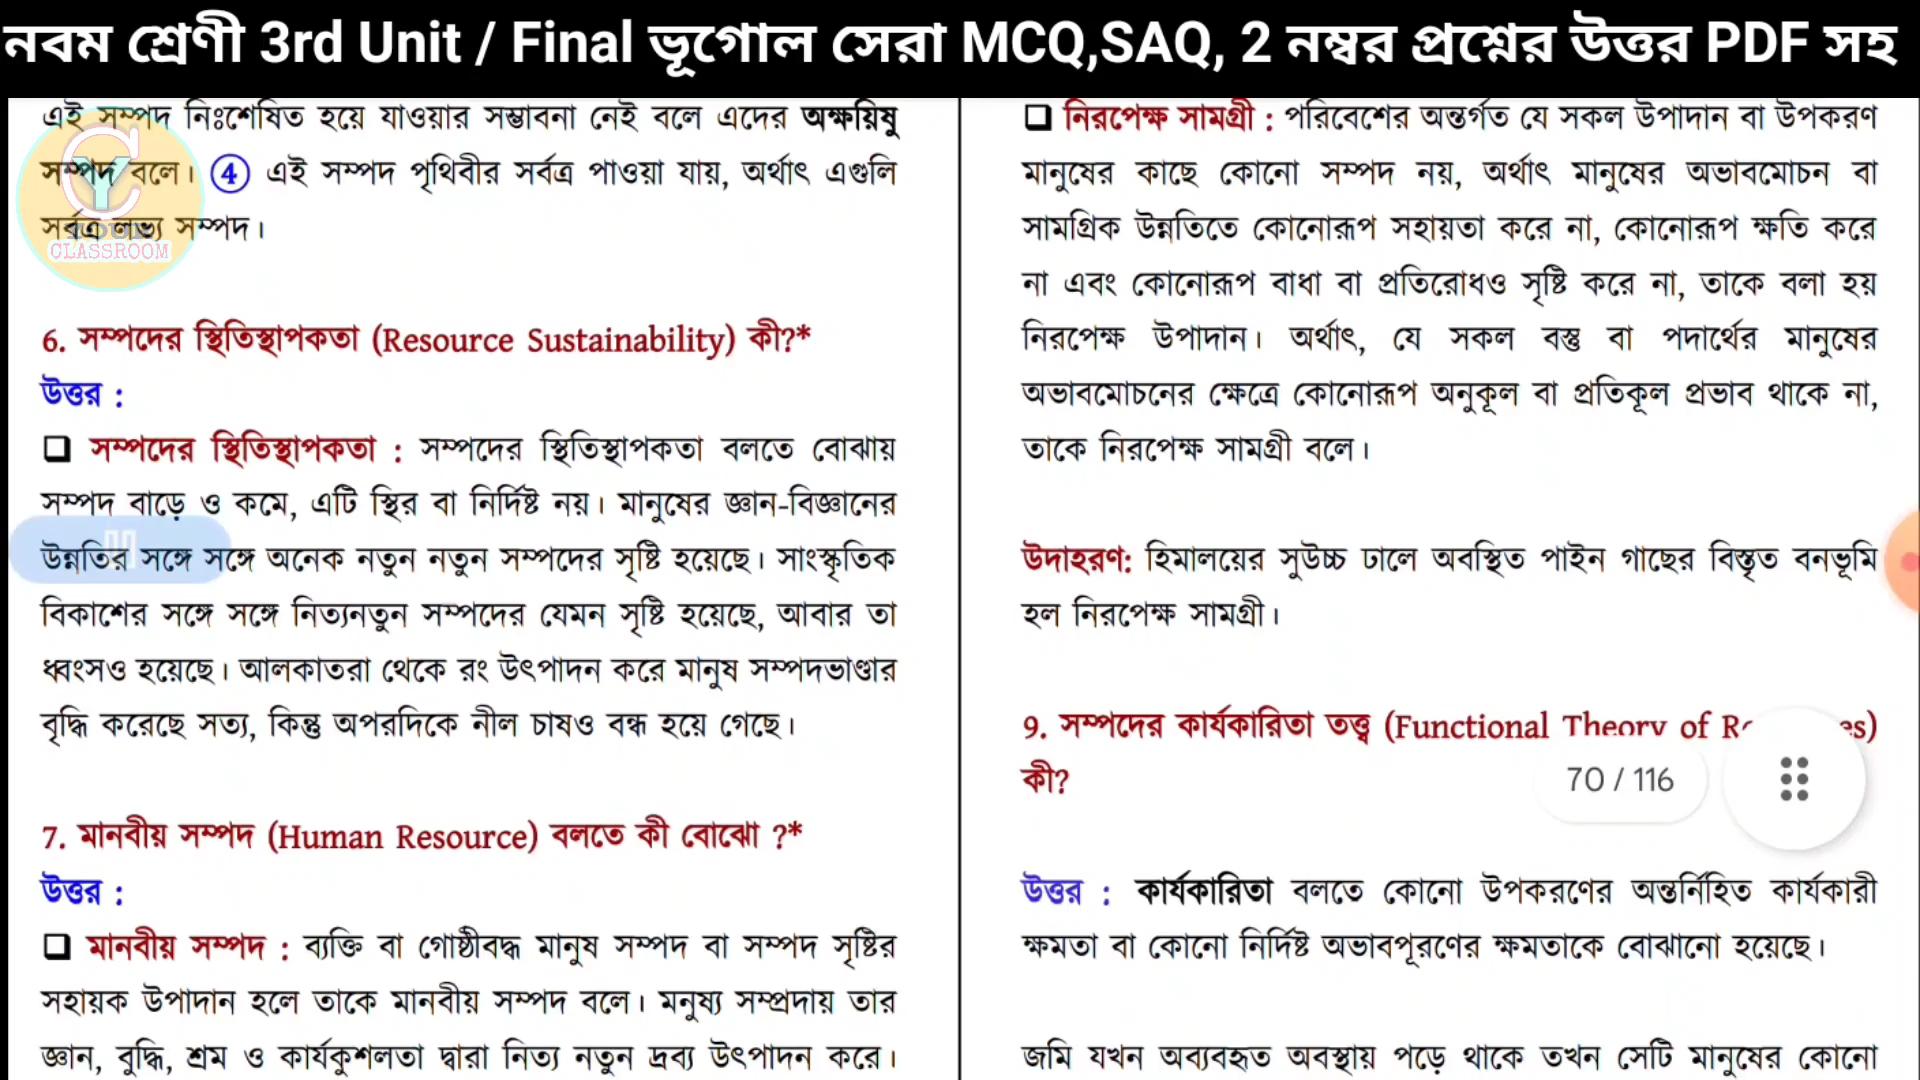 নবম শ্রেণী 3rd Unit / Final ভূগোল সেরা MCQ,SAQ, 2 নম্বর প্রশ্নের উত্তর PDF সহ
এই সম্পদ নিঃশেষিত হয়ে যাওয়ার সম্ভাবনা নেই বলে এদের অক্ষয়িষু
সম্পদ বলে। 4 এই সম্পদ পৃথিবীর সর্বত্র পাওয়া যায়, অর্থাৎ এগুলি
সর্বত্র লভ্য সম্পদ।
YOUR
CLASSROOM
6. সম্পদের স্থিতিস্থাপকতা (Resource Sustainability) কী?*
উত্তর :
❑ সম্পদের স্থিতিস্থাপকতা : সম্পদের স্থিতিস্থাপকতা বলতে বোঝায়
সম্পদ বাড়ে ও কমে, এটি স্থির বা নির্দিষ্ট নয়। মানুষের জ্ঞান-বিজ্ঞানের
উন্নতির সঙ্গে সঙ্গে অনেক নতুন নতুন সম্পদের সৃষ্টি হয়েছে। সাংস্কৃতিক
বিকাশের সঙ্গে সঙ্গে নিত্যনতুন সম্পদের যেমন সৃষ্টি হয়েছে, আবার তা
ধ্বংসও হয়েছে। আলকাতরা থেকে রং উৎপাদন করে মানুষ সম্পদভাণ্ডার
বৃদ্ধি করেছে সত্য, কিন্তু অপরদিকে নীল চাষও বন্ধ হয়ে গেছে।
7. মানবীয় সম্পদ (Human Resource) বলতে কী বোঝো ?*
উত্তর :
❑ মানবীয় সম্পদ : ব্যক্তি বা গোষ্ঠীবদ্ধ মানুষ সম্পদ বা সম্পদ সৃষ্টির
সহায়ক উপাদান হলে তাকে মানবীয় সম্পদ বলে। মনুষ্য সম্প্রদায় তার
জ্ঞান, বুদ্ধি, শ্রম ও কার্যকুশলতা দ্বারা নিত্য নতুন দ্রব্য উৎপাদন করে।
❑ নিরপেক্ষ সামগ্রী : পরিবেশের অন্তর্গত যে সকল উপাদান বা উপকরণ
মানুষের কাছে কোনো সম্পদ নয়, অর্থাৎ মানুষের অভাবমোচন বা
সামগ্রিক উন্নতিতে কোনোরূপ সহায়তা করে না, কোনোরূপ ক্ষতি করে
না এবং কোনোরূপ বাধা বা প্রতিরোধও সৃষ্টি করে না, তাকে বলা হয়
নিরপেক্ষ উপাদান। অর্থাৎ, যে সকল বস্তু বা পদার্থের মানুষের
অভাবমোচনের ক্ষেত্রে কোনোরূপ অনুকূল বা প্রতিকূল প্রভাব থাকে না,
তাকে নিরপেক্ষ সামগ্রী বলে।
উদাহরণ: হিমালয়ের সুউচ্চ ঢালে অবস্থিত পাইন গাছের বিস্তৃত বনভূমি
হল নিরপেক্ষ সামগ্রী।
9. সম্পদের কার্যকারিতা তত্ত্ব (Functional Theory of
কী?
70 / 116
উত্তর : কার্যকারিতা বলতে কোনো উপকরণের অন্তর্নিহিত কার্যকারী
ক্ষমতা বা কোনো নির্দিষ্ট অভাবপূরণের ক্ষমতাকে বোঝানো হয়েছে।
জমি যখন অব্যবহৃত অবস্থায় পড়ে থাকে তখন সেটি মানুষের কোনো